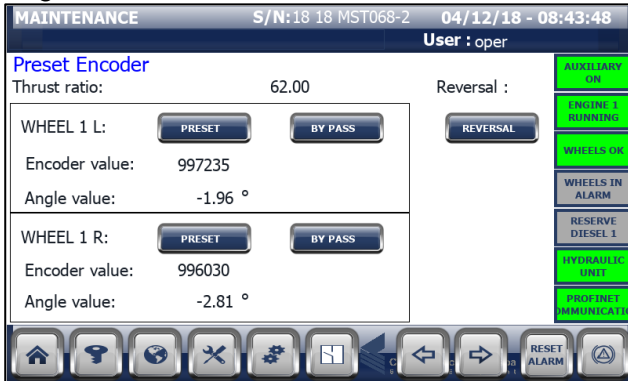 MAINTENANCE S/N:18 18 MST068-2 04/12/18 - 08:43:48
User : oper
Preset Encoder
Thrust ratio: 62.00 Reversal :
WHEEL 1 L: PRESET BY PASS REVERSAL
Encoder value: 997235
Angle value: -1.96 °
WHEEL 1 R: PRESET BY PASS
Encoder value: 996030
Angle value: -2.81 °
AUXILIARY
ON
ENGINE 1
RUNNING
WHEELS OK
WHEELS IN
ALARM
RESERVE
DIESEL 1
HYDRAULIC
UNIT
PROFINET
OMMUNICATI
RESET
ALARM